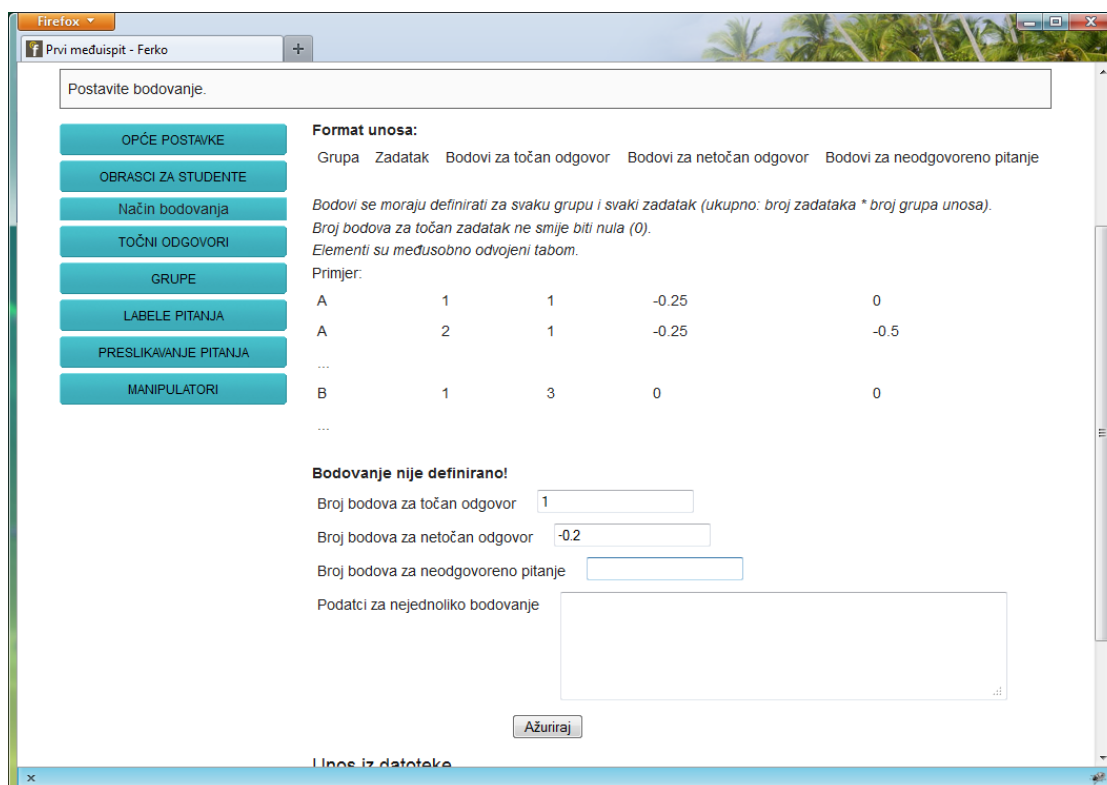 Firefox
Prvi međuispit - Ferko
Postavite bodovanje.
OPĆE POSTAVKE
OBRASCI ZA STUDENTE
Način bodovanja
TOČNI ODGOVORI
GRUPE
LABELE PITANJA
PRESLIKAVANJE PITANJA
MANIPULATORI
Format unosa:
Grupa Zadatak Bodovi za točan odgovor Bodovi za netočan odgovor Bodovi za neodgovoreno pitanje
Bodovi se moraju definirati za svaku grupu i svaki zadatak (ukupno: broj zadataka * broj grupa unosa).
Broj bodova za točan zadatak ne smije biti nula (0).
Elementi su međusobno odvojeni tabom.
Primjer:
A 1 1 -0.25 0
A 2 1 -0.25 -0.5
...
B 1 3 0 0
...
Bodovanje nije definirano!
Broj bodova za točan odgovor 1
Broj bodova za netočan odgovor -0.2
Broj bodova za neodgovoreno pitanje
Podatci za nejednoliko bodovanje
Ažuriraj
Unos iz datoteke